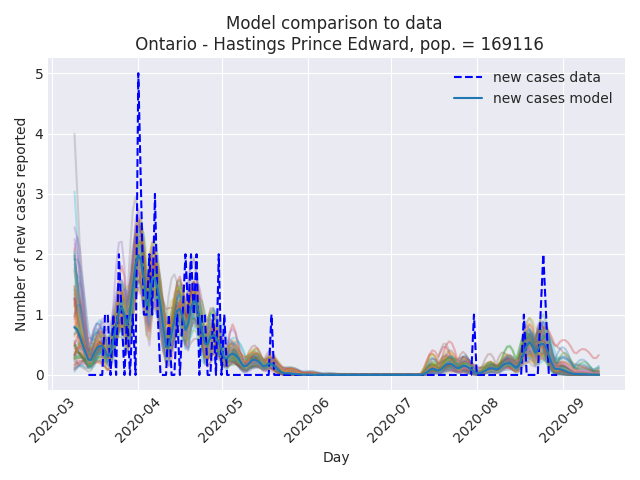 Model comparison to data
Ontario - Hastings Prince Edward, pop. = 169116
new cases data
new cases model
Number of new cases reported
5
4
3
2
1
0
2020-03
2020-04
2020-05
2020-06
2020-07
2020-08
2020-09
Day